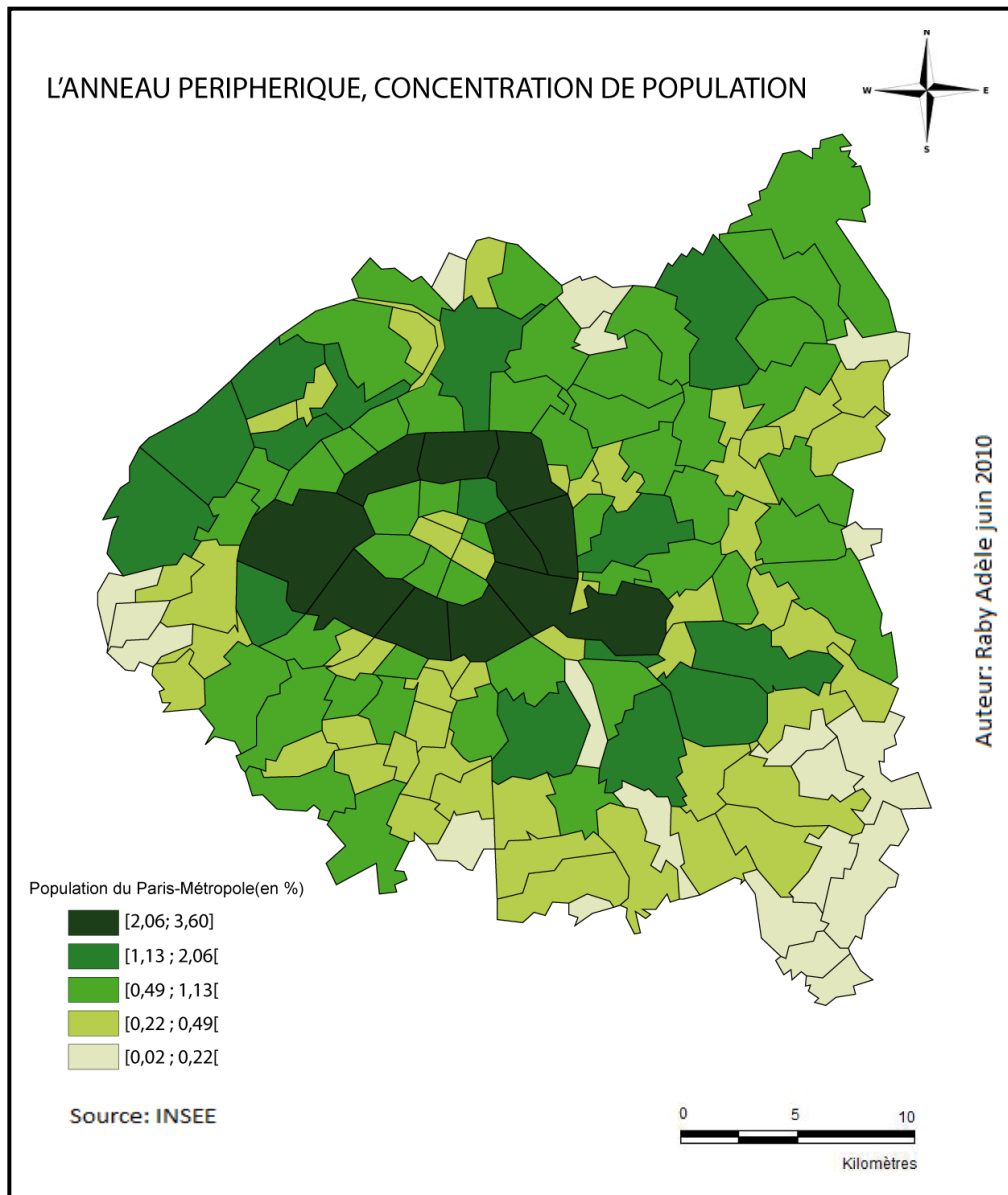 L'ANNEAU PERIPHERIQUE, CONCENTRATION DE POPULATION
N
W
E
S
Auteur: Raby Adèle juin 2010
Population du Paris-Métropole(en %)
[2,06; 3,60]
[1,13 ; 2,06[
[0,49 ; 1,13[
[0,22 ; 0,49[
[0,02 ; 0,22[
Source: INSEE
0 5 10
Kilomètres